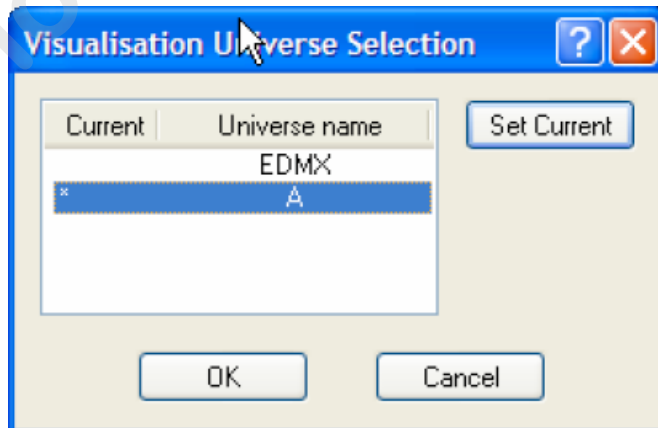 Visualisation Universe Selection
Current Universe name
Set Current
EDMX
* A
OK Cancel